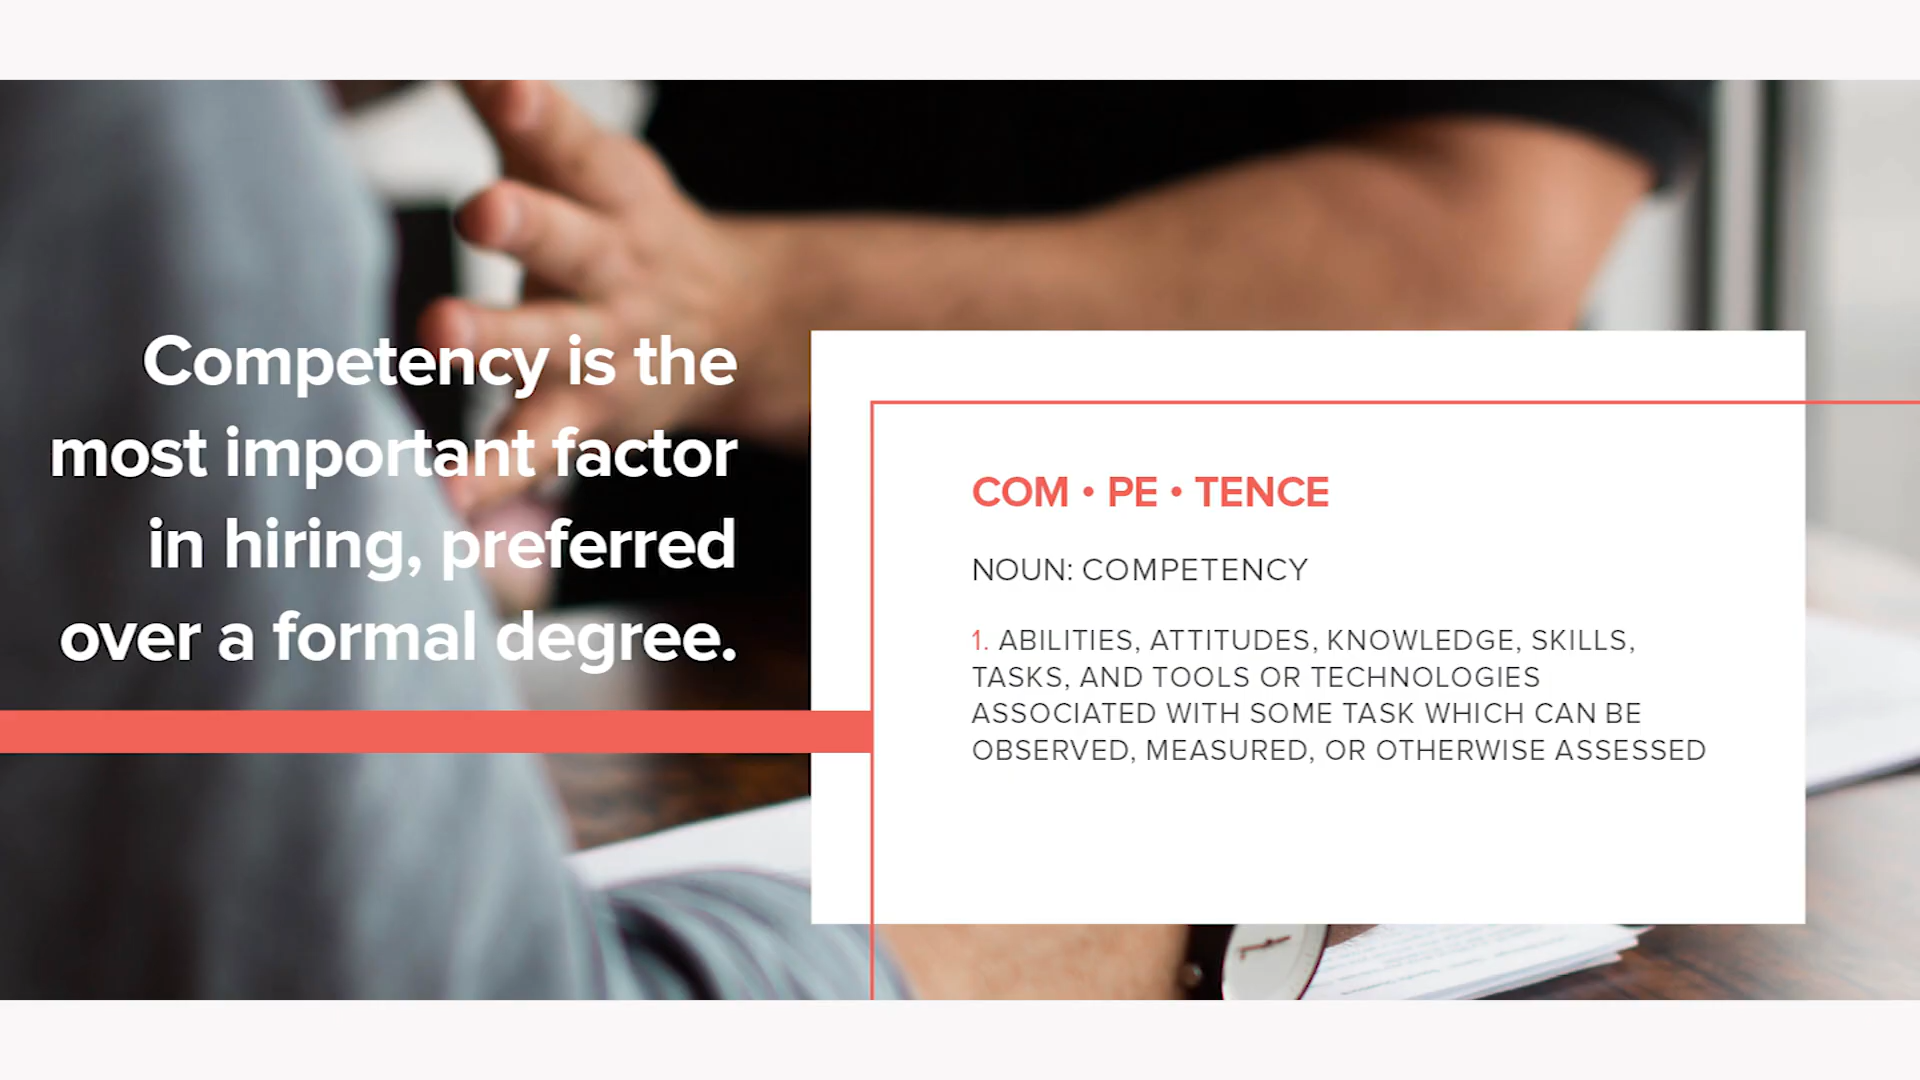 Competency is the
most important factor
in hiring, preferred
over a formal degree.
COM • PE • TENCE
NOUN: COMPETENCY
1. ABILITIES, ATTITUDES, KNOWLEDGE, SKILLS,
TASKS, AND TOOLS OR TECHNOLOGIES
ASSOCIATED WITH SOME TASK WHICH CAN BE
OBSERVED, MEASURED, OR OTHERWISE ASSESSED